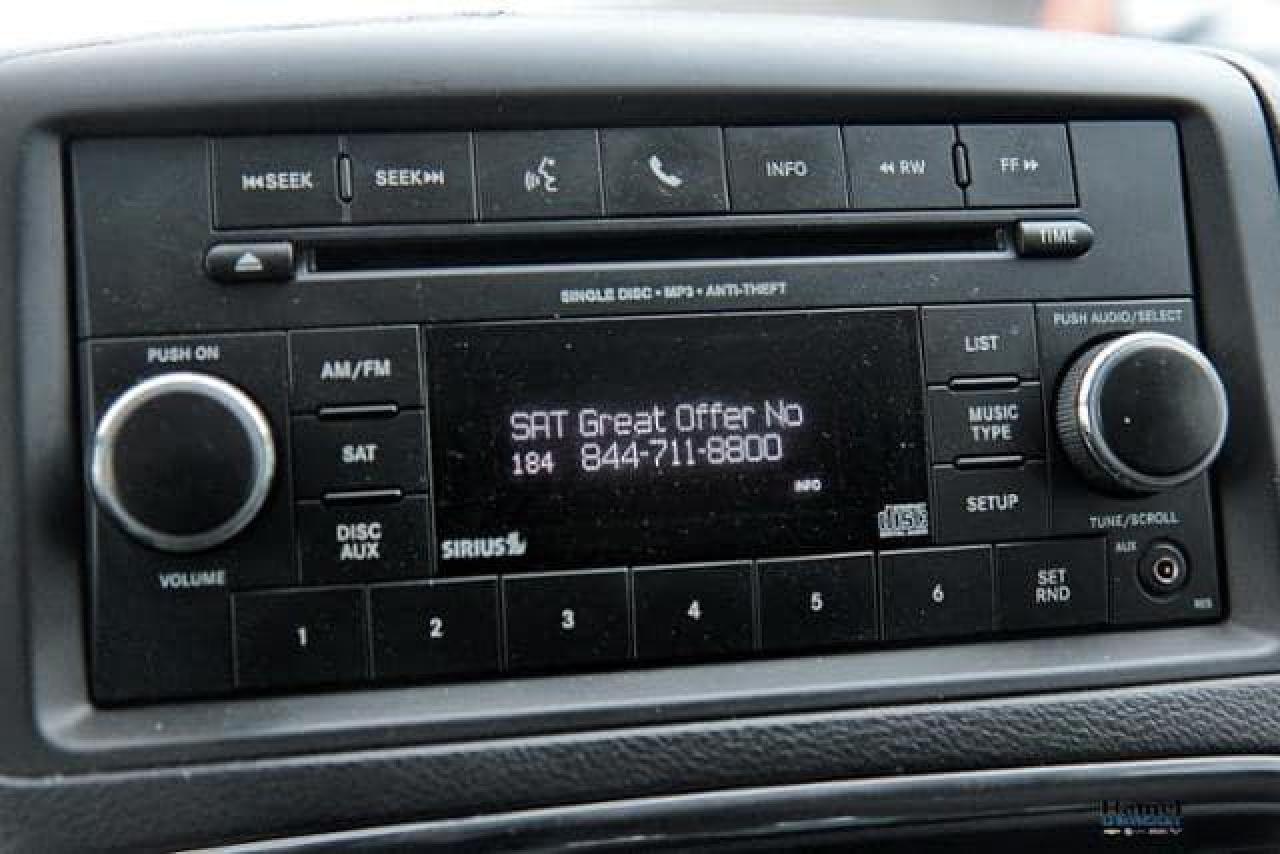 SEEK SEEK INFO RW FF
TIME
SINGLE DISC • MP3 • ANTI-THEFT
PUSH ON
AM/FM
SAT
DISC
AUX
VOLUME
SAT Great Offer No
184 844-711-8800
INFO
SIRIUS
disc
LIST
MUSIC
TYPE
SETUP
PUSH AUDIO/SELECT
TUNE/SCROLL
AUX
RES
1 2 3 4 5 6
SET
RND